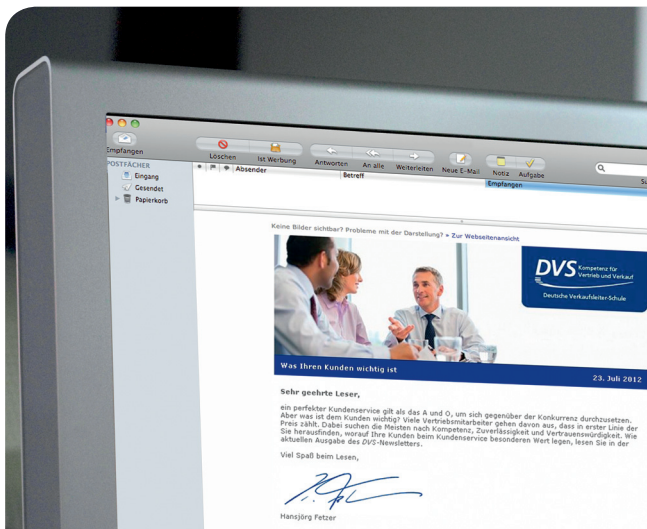 Empfangen
Löschen
Ist Werbung
Antworten
An alle
Weiterleiten
Neue E-Mail
Notiz
Aufgabe
POSTFÄCHER
Eingang
Gesendet
Papierkorb
Absender
Betreff
Empfangen
Keine Bilder sichtbar? Probleme mit der Darstellung? » Zur Webseitenansicht
DVS Kompetenz für
Vertrieb und Verkauf
Deutsche Verkaufsleiter-Schule
Was Ihren Kunden wichtig ist
23. Juli 2012
Sehr geehrte Leser,
ein perfekter Kundenservice gilt als das A und O, um sich gegenüber der Konkurrenz durchzusetzen.
Aber was ist dem Kunden wichtig? Viele Vertriebsmitarbeiter gehen davon aus, dass in erster Linie der
Preis zählt. Dabei suchen die Meisten nach Kompetenz, Zuverlässigkeit und Vertrauenswürdigkeit. Wie
Sie herausfinden, worauf Ihre Kunden beim Kundenservice besonderen Wert legen, lesen Sie in der
aktuellen Ausgabe des DVS-Newsletters.
Viel Spaß beim Lesen,
Hansjörg Fetzer